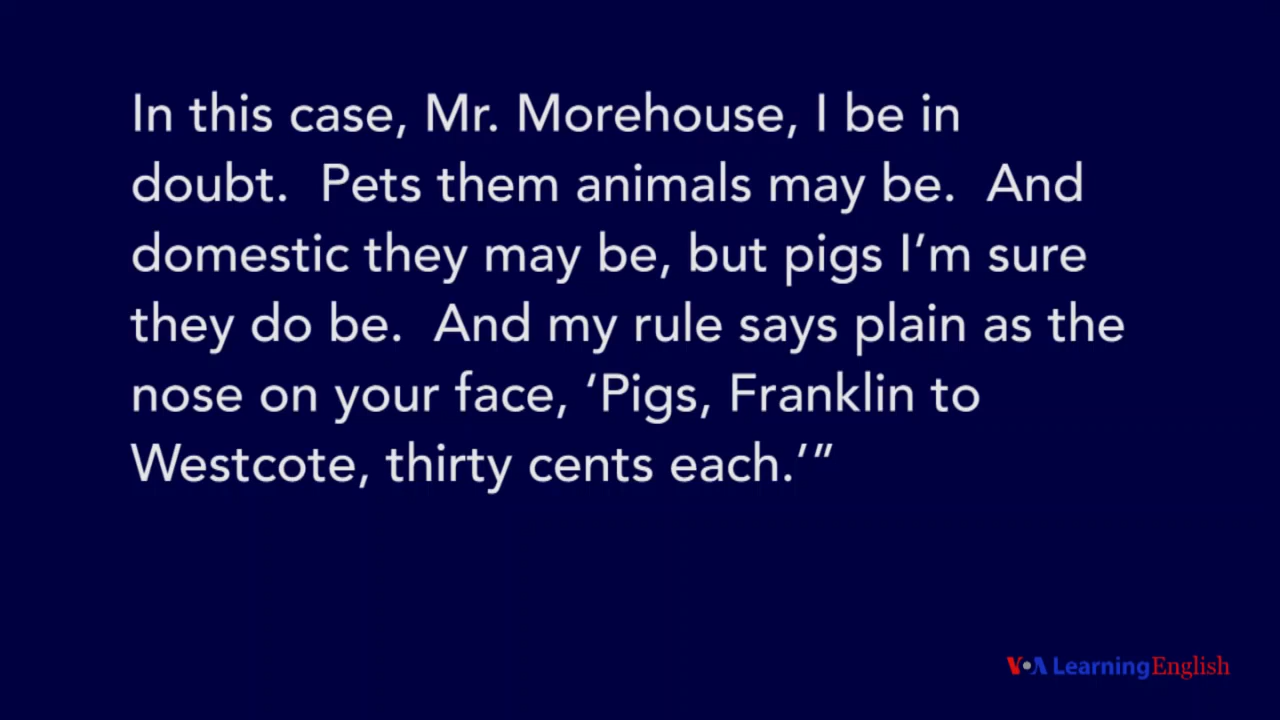 In this case, Mr. Morehouse, I be in
doubt.  Pets them animals may be.  And
domestic they may be, but pigs I’m sure
they do be.  And my rule says plain as the
nose on your face, ‘Pigs, Franklin to
Westcote, thirty cents each.’”
VOA Learning English